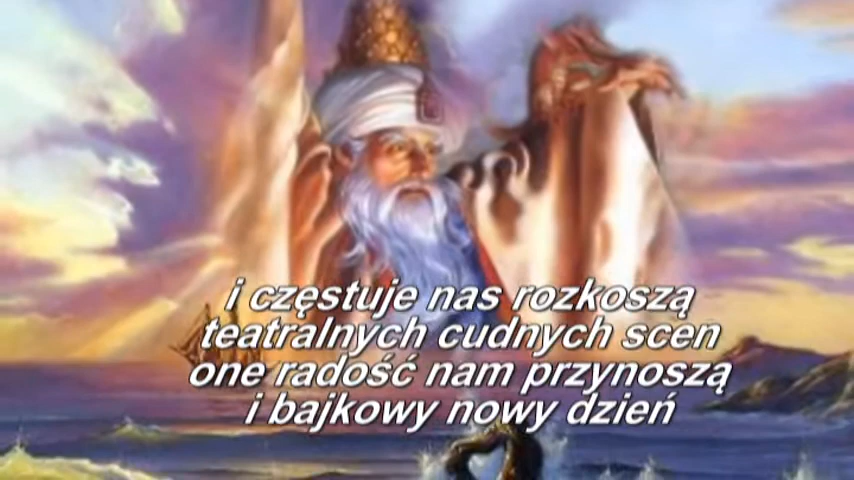 i częstuje nas rozkoszą
teatralnych cudnych scen
one radość nam przynoszą
i bajkowy nowy dzień